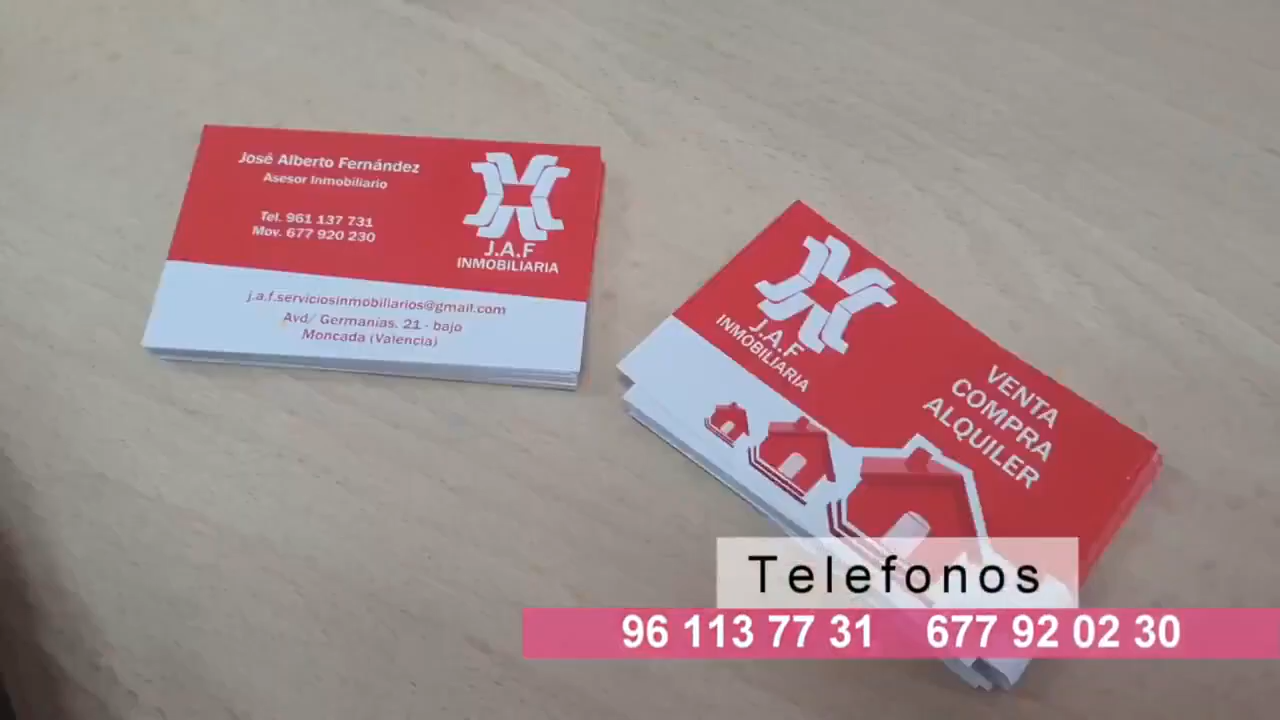 José Alberto Fernández
Asesor Inmobiliario
Tel. 961 137 731
Mov. 677 920 230
J.A.F
INMOBILIARIA
j.a.f.serviciosinmobiliarios@gmail.com
Avd/ Germanías, 21 - bajo
Moncada (Valencia)
J.A.F
INMOBILIARIA
VENTA
COMPRA
ALQUILER
Telefonos
96 113 77 31 677 92 02 30